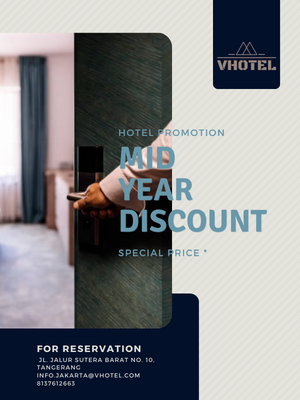 VHOTEL
HOTEL PROMOTION
MID
YEAR
DISCOUNT
SPECIAL PRICE *
FOR RESERVATION
JL. JALUR SUTERA BARAT NO. 10,
TANGERANG
INFO.JAKARTA@VHOTEL.COM
8137612663